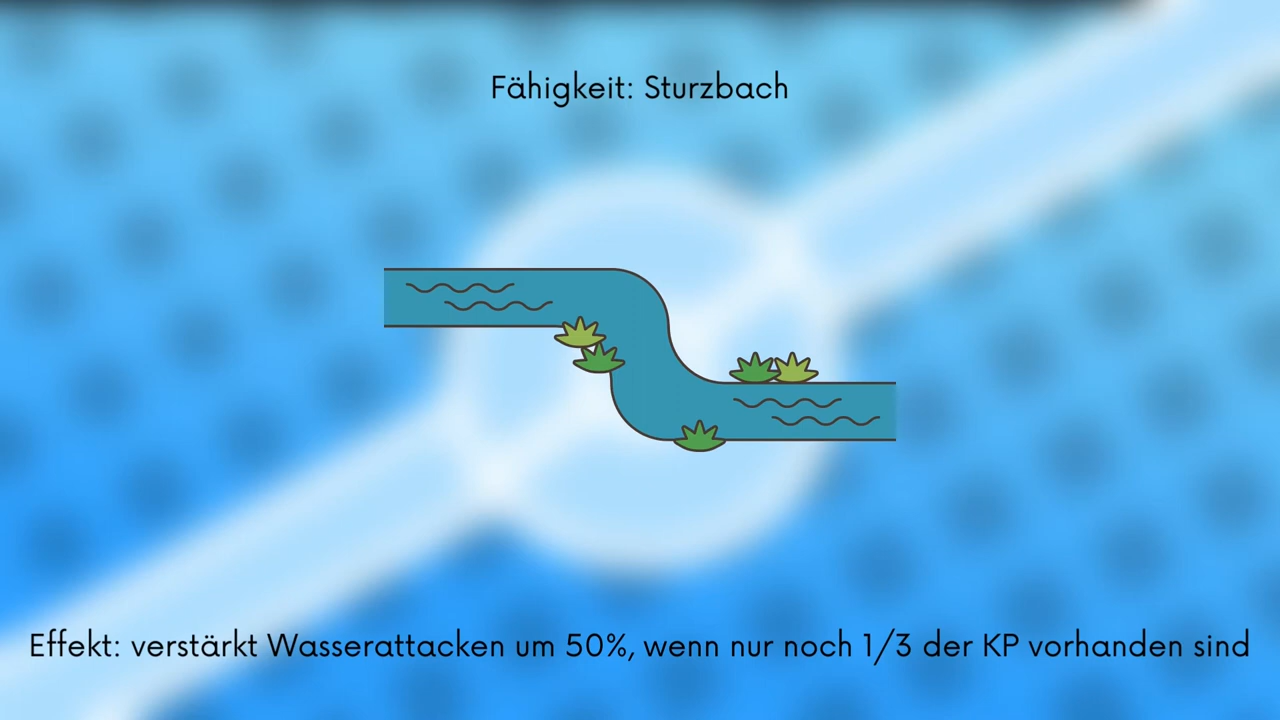 Fähigkeit: Sturzbach
Effekt: verstärkt Wasserattacken um 50%, wenn nur noch 1/3 der KP vorhanden sind